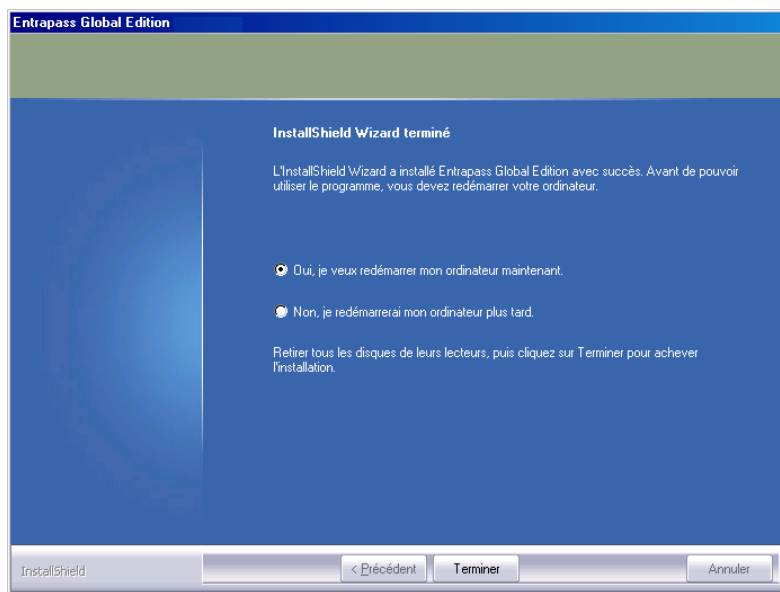 Entrapass Global Edition
InstallShield Wizard terminé
L'InstallShield Wizard a installé Entrapass Global Edition avec succès. Avant de pouvoir
utiliser le programme, vous devez redémarrer votre ordinateur.
Oui, je veux redémarrer mon ordinateur maintenant.
Non, je redémarrerai mon ordinateur plus tard.
Retirer tous les disques de leurs lecteurs, puis cliquez sur Terminer pour achever
l'installation.
InstallShield
< Précédent
Terminer
Annuler